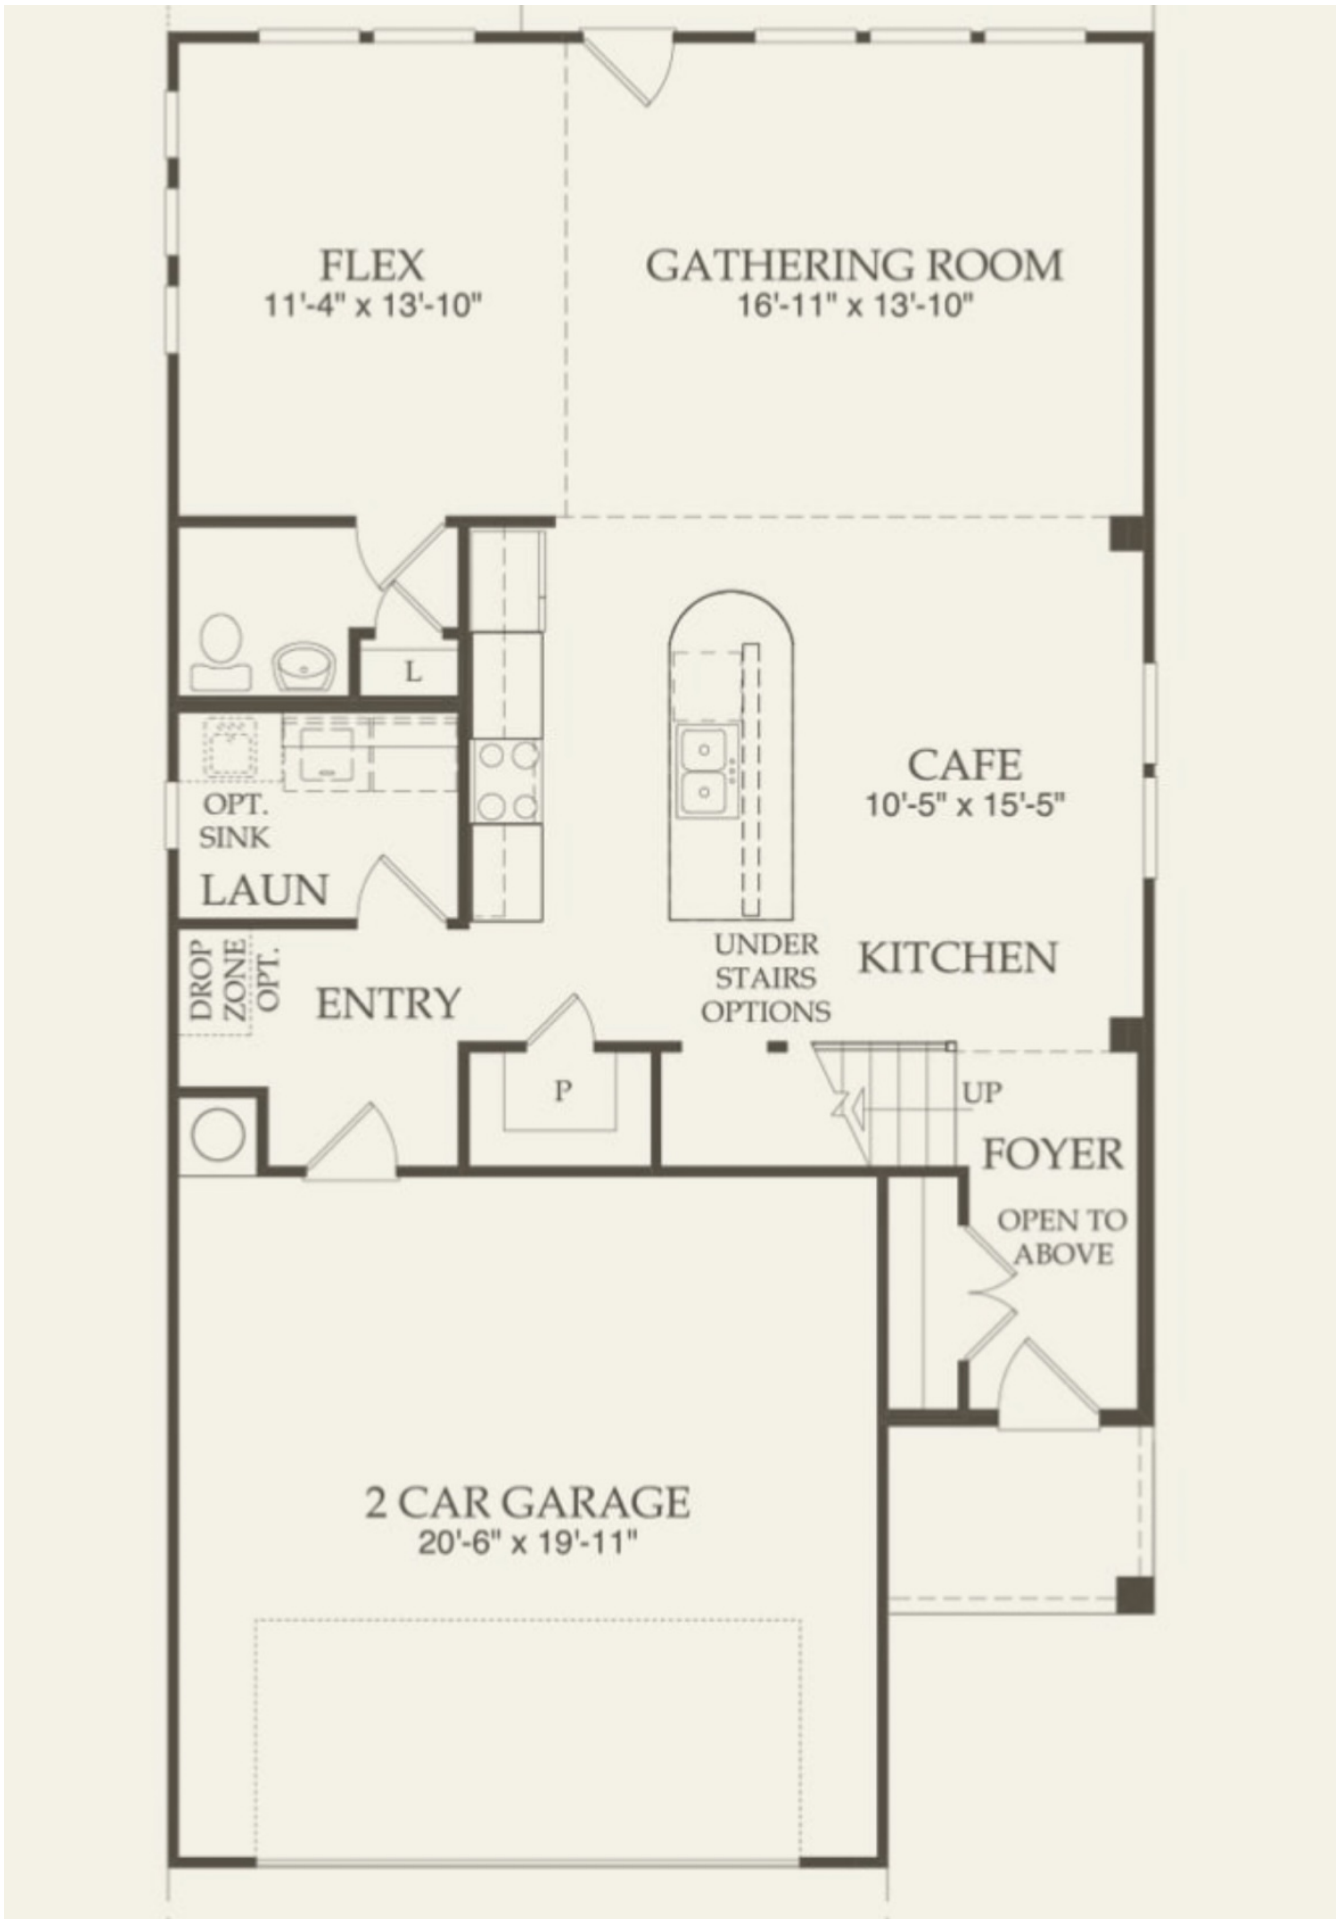 FLEX
11'-4" x 13'-10"
GATHERING ROOM
16'-11" x 13'-10"
L
OPT.
SINK
LAUN
CAFE
10'-5" x 15'-5"
DROP
ZONE
OPT.
ENTRY
UNDER
STAIRS
OPTIONS
KITCHEN
P
UP
FOYER
OPEN TO
ABOVE
2 CAR GARAGE
20'-6" x 19'-11"